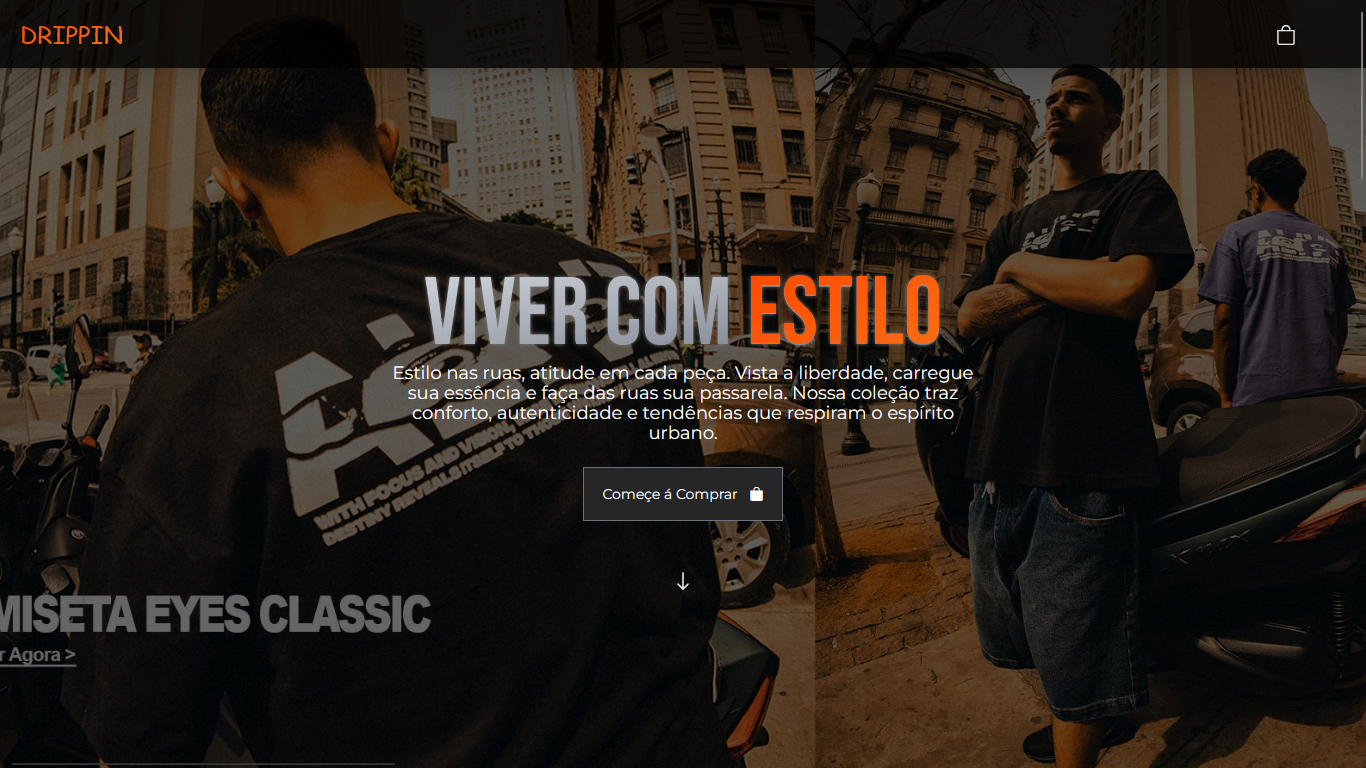 DRIPPIN
VIVER COM ESTILO
Estilo nas ruas, atitude em cada peça. Vista a liberdade, carregue
sua essência e faça das ruas sua passarela. Nossa coleção traz
conforto, autenticidade e tendências que respiram o espírito
urbano.
Começe á Comprar
WITH FOCUS AND VISION,
DESTINY REVEALS ITSELF TO THOSE
MISETA EYES CLASSIC
r Agora >